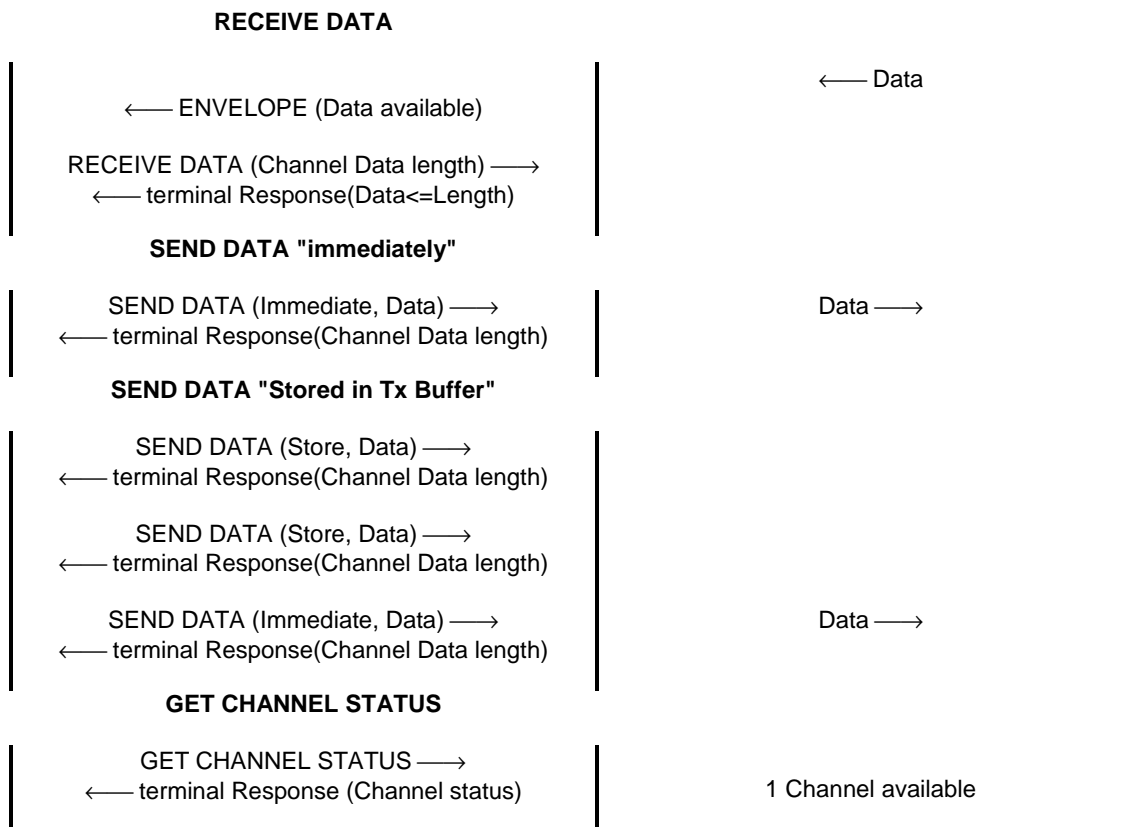 RECEIVE DATA
⟵ Data
⟵ ENVELOPE (Data available)
RECEIVE DATA (Channel Data length) ⟶
⟵ terminal Response(Data<=Length)
SEND DATA "immediately"
SEND DATA (Immediate, Data) ⟶ Data ⟶
⟵ terminal Response(Channel Data length)
SEND DATA "Stored in Tx Buffer"
SEND DATA (Store, Data) ⟶
⟵ terminal Response(Channel Data length)
SEND DATA (Store, Data) ⟶
⟵ terminal Response(Channel Data length)
SEND DATA (Immediate, Data) ⟶ Data ⟶
⟵ terminal Response(Channel Data length)
GET CHANNEL STATUS
GET CHANNEL STATUS ⟶
⟵ terminal Response (Channel status) 1 Channel available